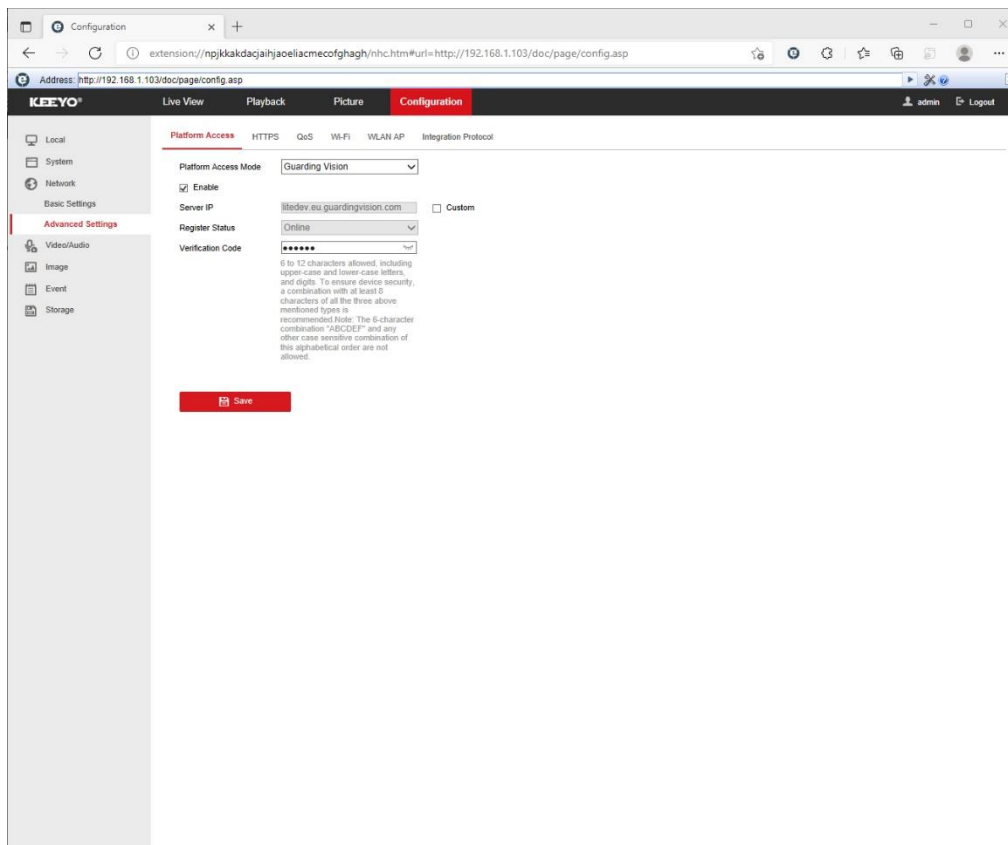 Configuration
extension://npjkkakdacjaihjaoeliacmecofghagh/nhc.htm#url=http://192.168.1.103/doc/page/config.asp
Address: http://192.168.1.103/doc/page/config.asp
KEEYO®
Live View
Playback
Picture
Configuration
admin
Logout
Local
System
Network
Basic Settings
Advanced Settings
Video/Audio
Image
Event
Storage
Platform Access
HTTPS
QoS
Wi-Fi
WLAN AP
Integration Protocol
Platform Access Mode
Guarding Vision
Enable
Server IP
litedev.eu.guardingvision.com
Custom
Register Status
Online
Verification Code
••••••
6 to 12 characters allowed, including
upper-case and lower-case letters,
and digits. To ensure device security,
a combination with at least 8
characters of all the three above
mentioned types is
recommended.Note: The 6-character
combination "ABCDEF" and any
other case sensitive combination of
this alphabetical order are not
allowed.
Save